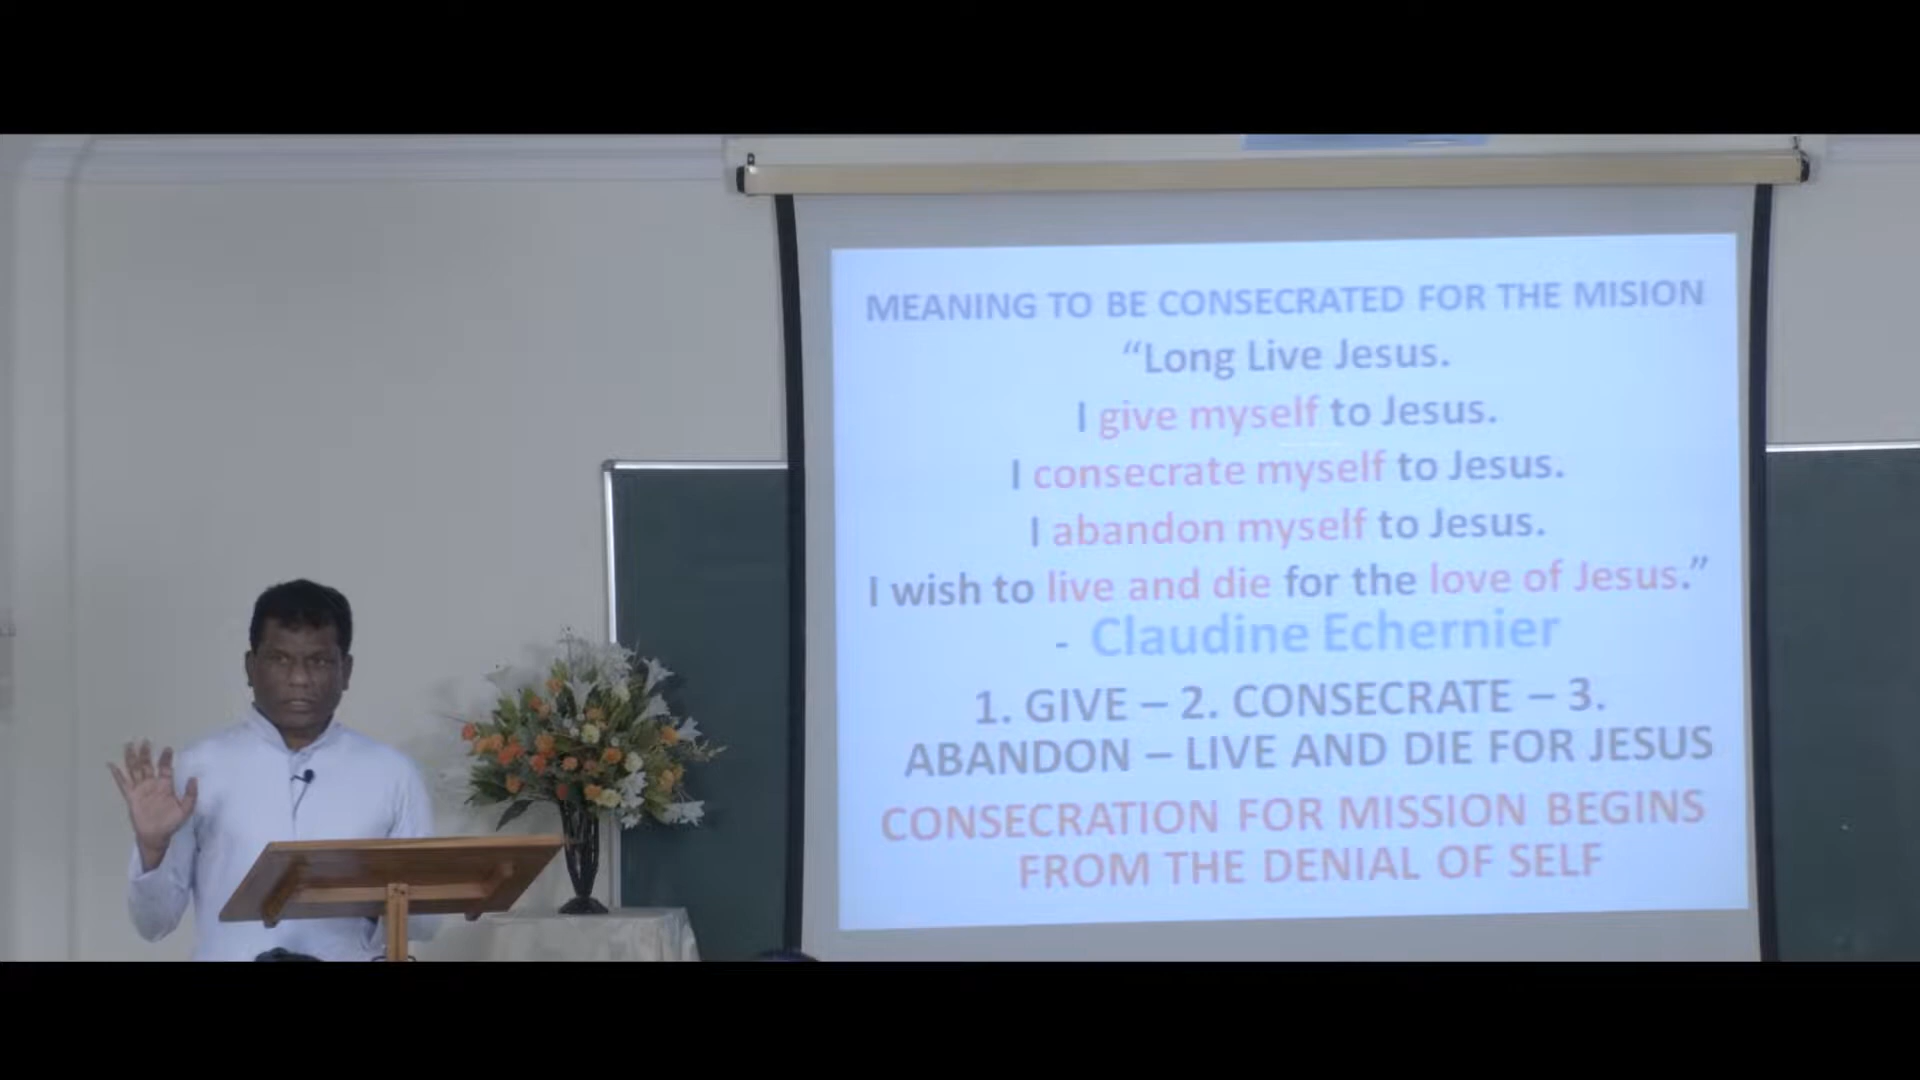 MEANING TO BE CONSECRATED FOR THE MISION
“Long Live Jesus.
I give myself to Jesus.
I consecrate myself to Jesus.
I abandon myself to Jesus.
I wish to live and die for the love of Jesus.”
- Claudine Echernier
1. GIVE – 2. CONSECRATE – 3.
ABANDON – LIVE AND DIE FOR JESUS
CONSECRATION FOR MISSION BEGINS
FROM THE DENIAL OF SELF